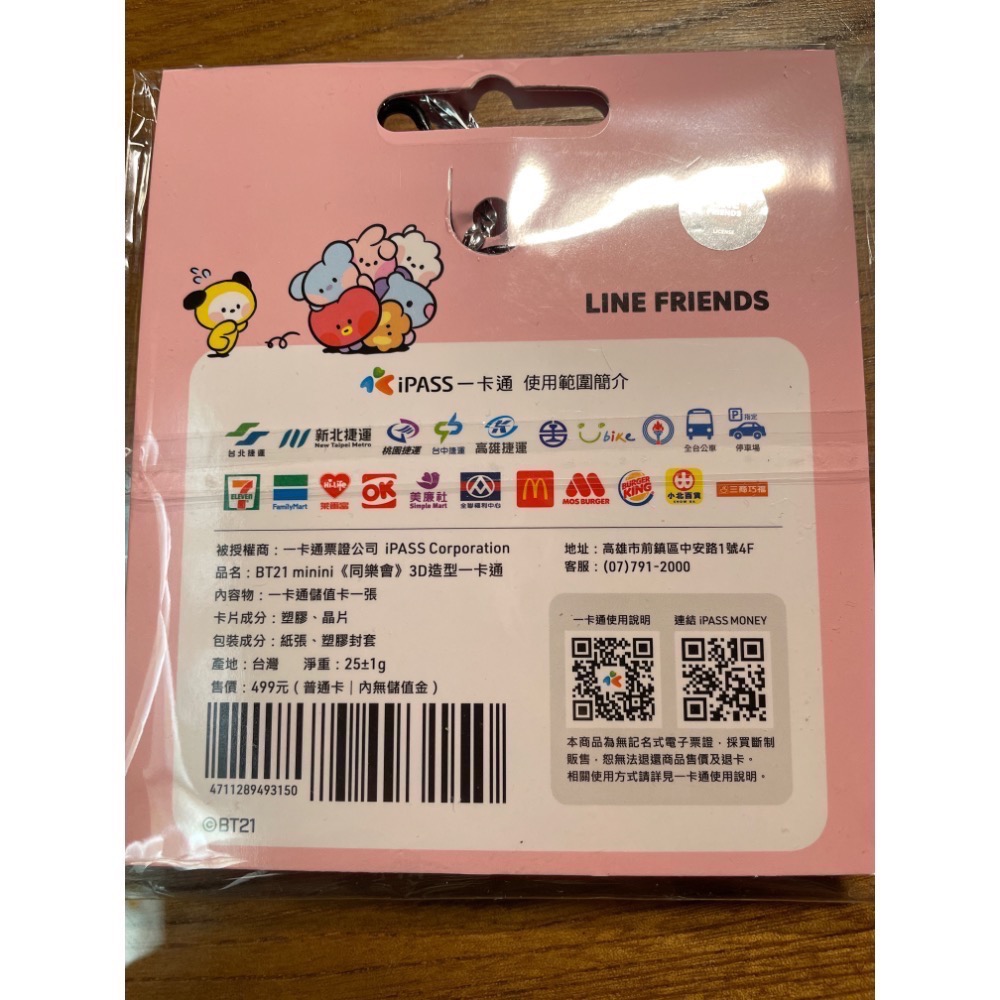 FRIENDS
LICENSE
LINE FRIENDS
iPASS 一卡通 使用範圍簡介
台北捷運
新北捷運
New Taipei Metro
桃園捷運
台中捷運
高雄捷運
Ubike
全台公車
P 指定
停車場
7 ELEVEN
FamilyMart
Hi-Life
萊爾富
OK
美廉社
Simple Mart
全聯福利中心
M
MOS BURGER
BURGER KING
小北百貨
三商巧福
被授權商：一卡通票證公司 iPASS Corporation
品名：BT21 minini《同樂會》3D造型一卡通
內容物：一卡通儲值卡一張
卡片成分：塑膠、晶片
包裝成分：紙張、塑膠封套
產地：台灣 淨重：25±1g
售價：499元（普通卡｜內無儲值金）
4711289493150
©BT21
地址：高雄市前鎮區中安路1號4F
客服：(07)791-2000
一卡通使用說明 連結 iPASS MONEY
本商品為無記名式電子票證，採買斷制
販售，恕無法退還商品售價及退卡。
相關使用方式請詳見一卡通使用說明。